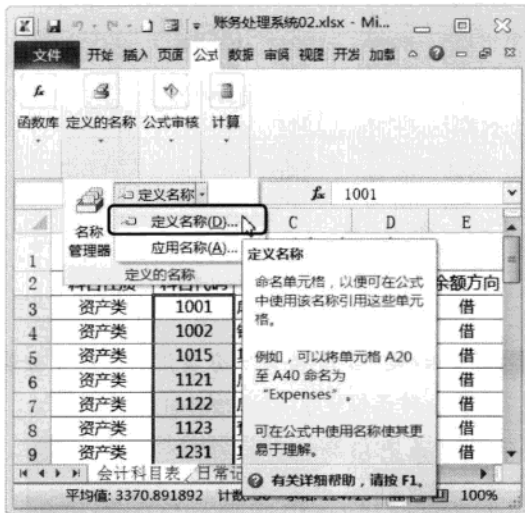 账务处理系统02.xlsx - Mi...
文件 开始 插入 页面 公式 数据 审阅 视图 开发 加载
函数库 定义的名称 公式审核 计算
定义名称
fx 1001
定义名称(D)...
应用名称(A)...
名称
管理器
定义的名称
C D E
1
2 科目性质 科目代码 余额方向
3 资产类 1001 借
4 资产类 1002 借
5 资产类 1015 借
6 资产类 1121 借
7 资产类 1122 借
8 资产类 1123 借
9 资产类 1231
定义名称
命名单元格，以便可在公式
中使用该名称引用这些单元
格。
例如，可以将单元格 A20
至 A40 命名为
“Expenses”。
可在公式中使用名称使其更
易于理解。
有关详细帮助，请按 F1。
会计科目表 日常记
平均值: 3370.891892 100%